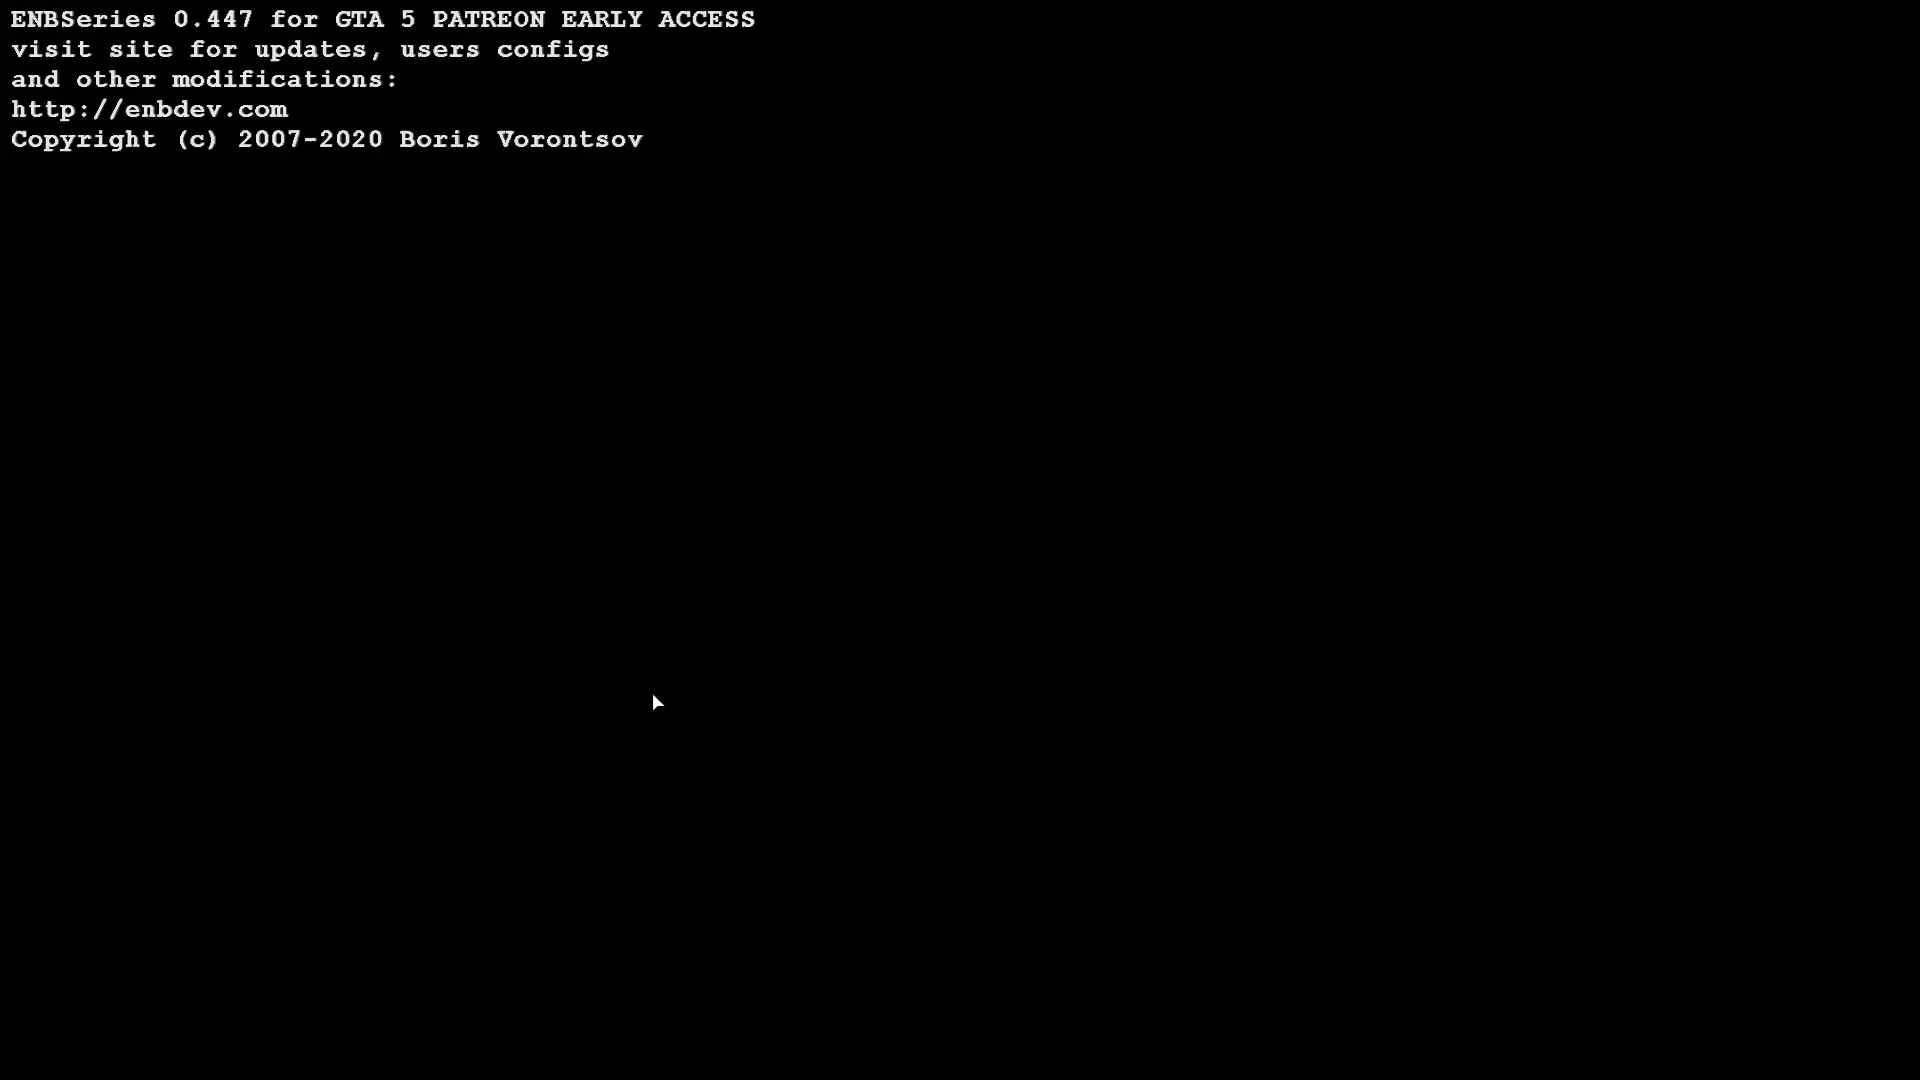 ENBSeries 0.447 for GTA 5 PATREON EARLY ACCESS
visit site for updates, users configs
and other modifications:
http://enbdev.com
Copyright (c) 2007-2020 Boris Vorontsov